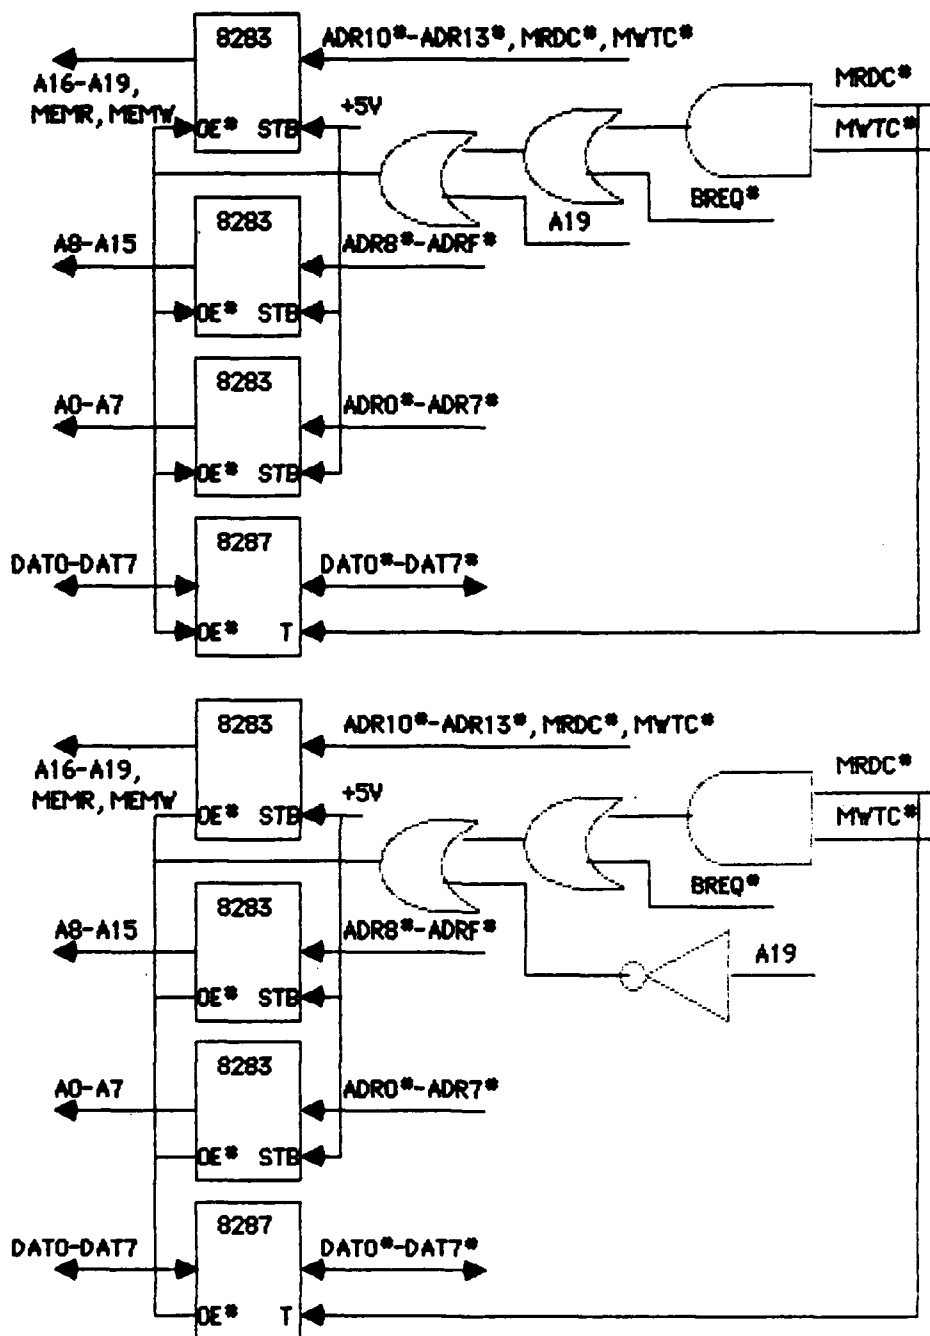 8283
ADR10*-ADR13*, MRDC*, MWTC*
A16-A19,
MEMR, MEMW
+5V
MRDC*
MWTC*
OE* STB
BREQ*
A19
8283
A8-A15
ADR8*-ADRF*
OE* STB
8283
A0-A7
ADR0*-ADR7*
OE* STB
8287
DAT0-DAT7
DAT0*-DAT7*
OE* T
8283
ADR10*-ADR13*, MRDC*, MWTC*
A16-A19,
MEMR, MEMW
+5V
MRDC*
MWTC*
OE* STB
BREQ*
8283
A8-A15
ADR8*-ADRF*
A19
OE* STB
8283
A0-A7
ADR0*-ADR7*
OE* STB
8287
DAT0-DAT7
DAT0*-DAT7*
OE* T